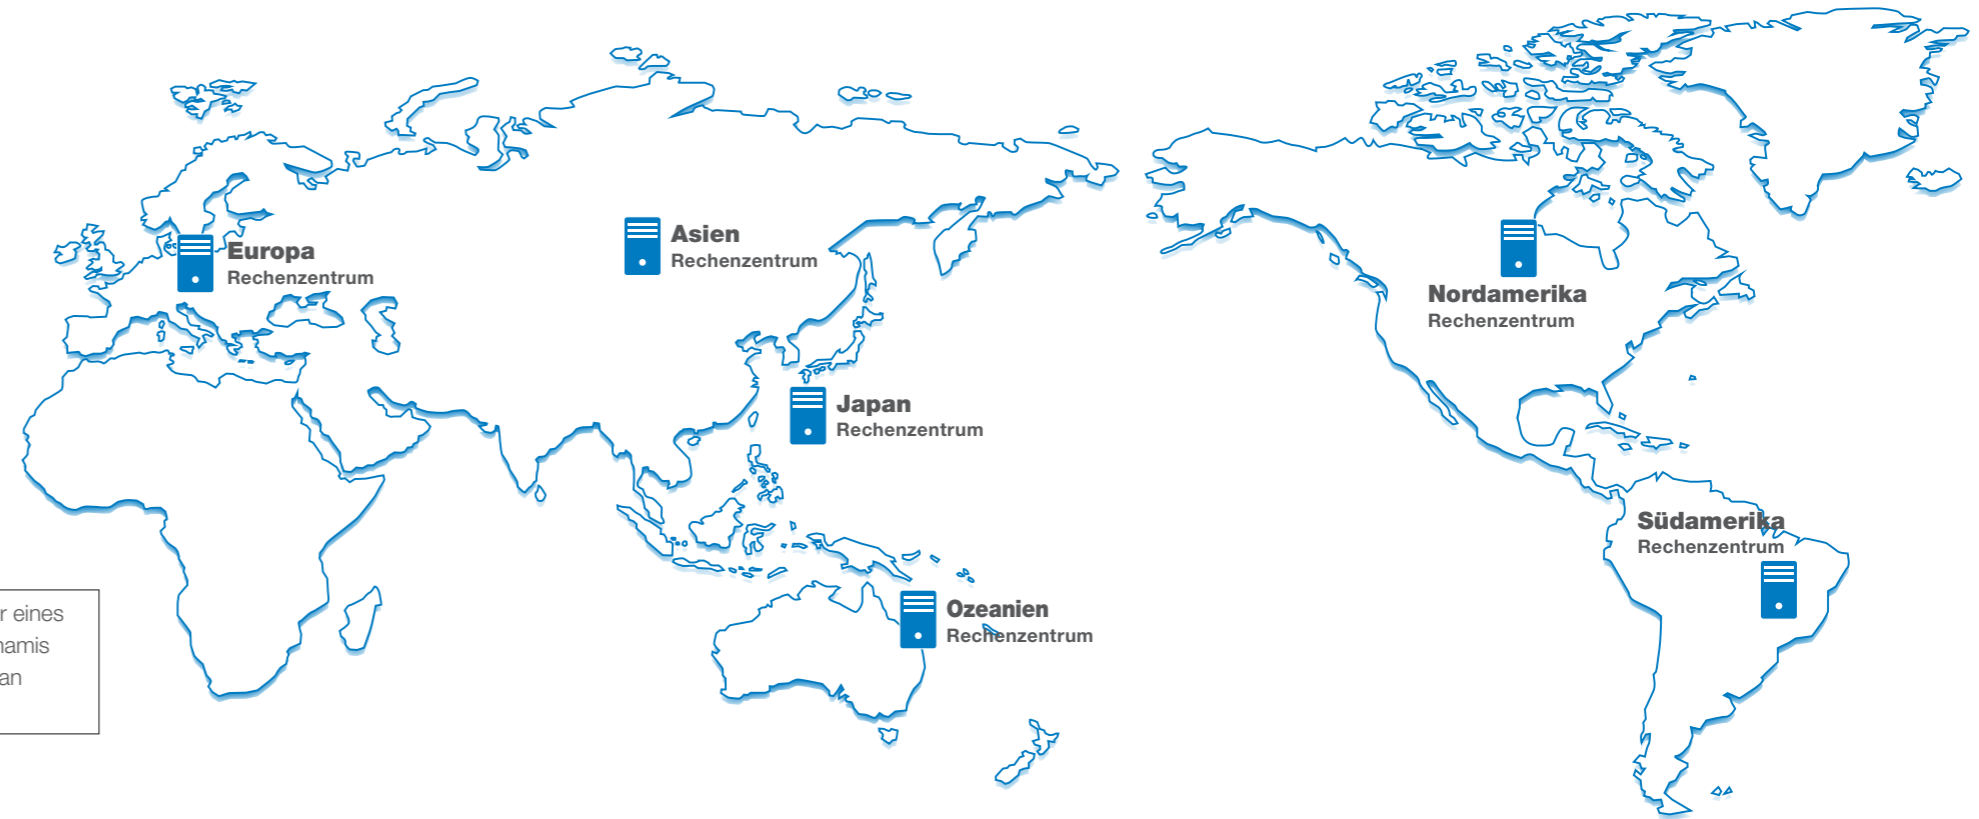 Europa
Rechenzentrum
Asien
Rechenzentrum
Nordamerika
Rechenzentrum
Japan
Rechenzentrum
Südamerika
Rechenzentrum
Ozeanien
Rechenzentrum
r eines
namis
an